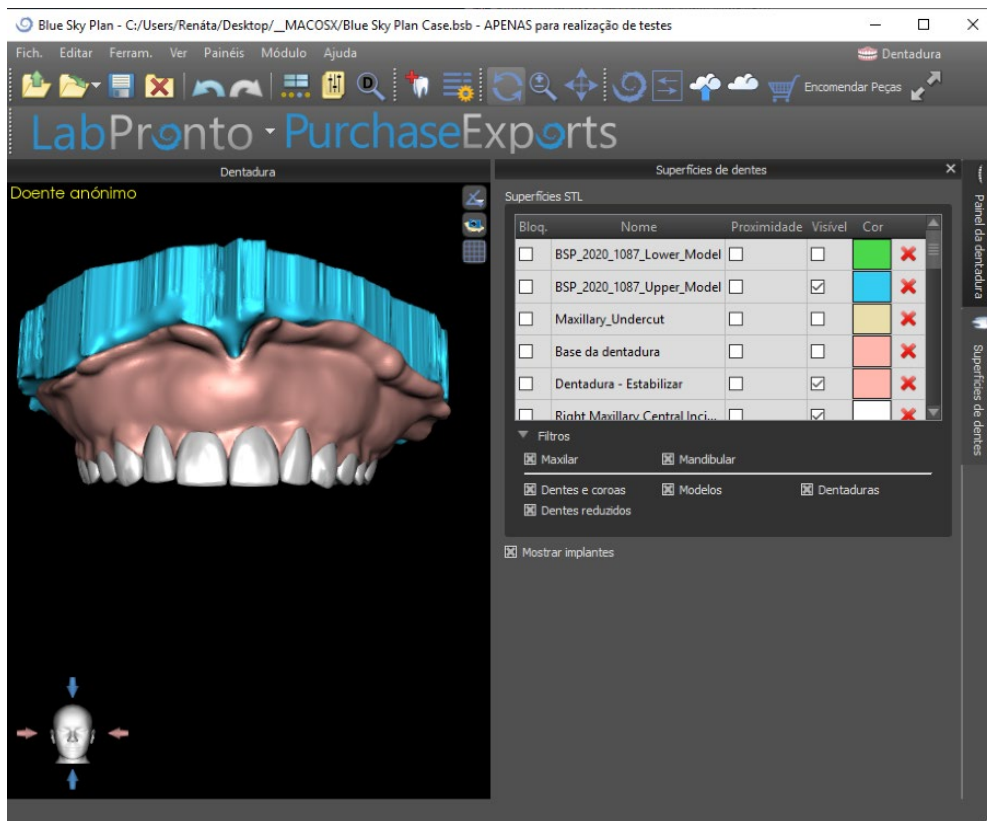 Blue Sky Plan - C:/Users/Renáta/Desktop/__MACOSX/Blue Sky Plan Case.bsb - APENAS para realização de testes
Fich. Editar Ferram. Ver Painéis Módulo Ajuda
Dentadura
Encomendar Peças
LabPronto - PurchaseExports
Dentadura
Doente anónimo
Superfícies de dentes
Superfícies STL
Bloq. Nome Proximidade Visível Cor
BSP_2020_1087_Lower_Model
BSP_2020_1087_Upper_Model
Maxillary_Undercut
Base da dentadura
Dentadura - Estabilizar
Right Maxillary Central Inci...
Filtros
Maxilar Mandibular
Dentes e coroas Modelos Dentaduras
Dentes reduzidos
Mostrar implantes
Painel da dentadura
Superfícies de dentes